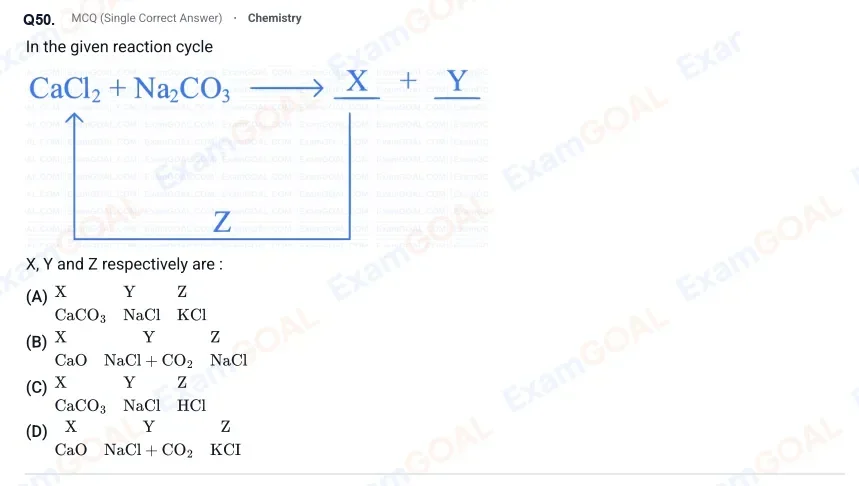 Q50. MCQ (Single Correct Answer) · Chemistry
In the given reaction cycle
CaCl₂ + Na₂CO₃ ⟶ X + Y
Z
X, Y and Z respectively are :
(A) X Y Z
CaCO₃ NaCl KCl
(B) X Y Z
CaO NaCl + CO₂ NaCl
(C) X Y Z
CaCO₃ NaCl HCl
(D) X Y Z
CaO NaCl + CO₂ KCI
ExamGOAL